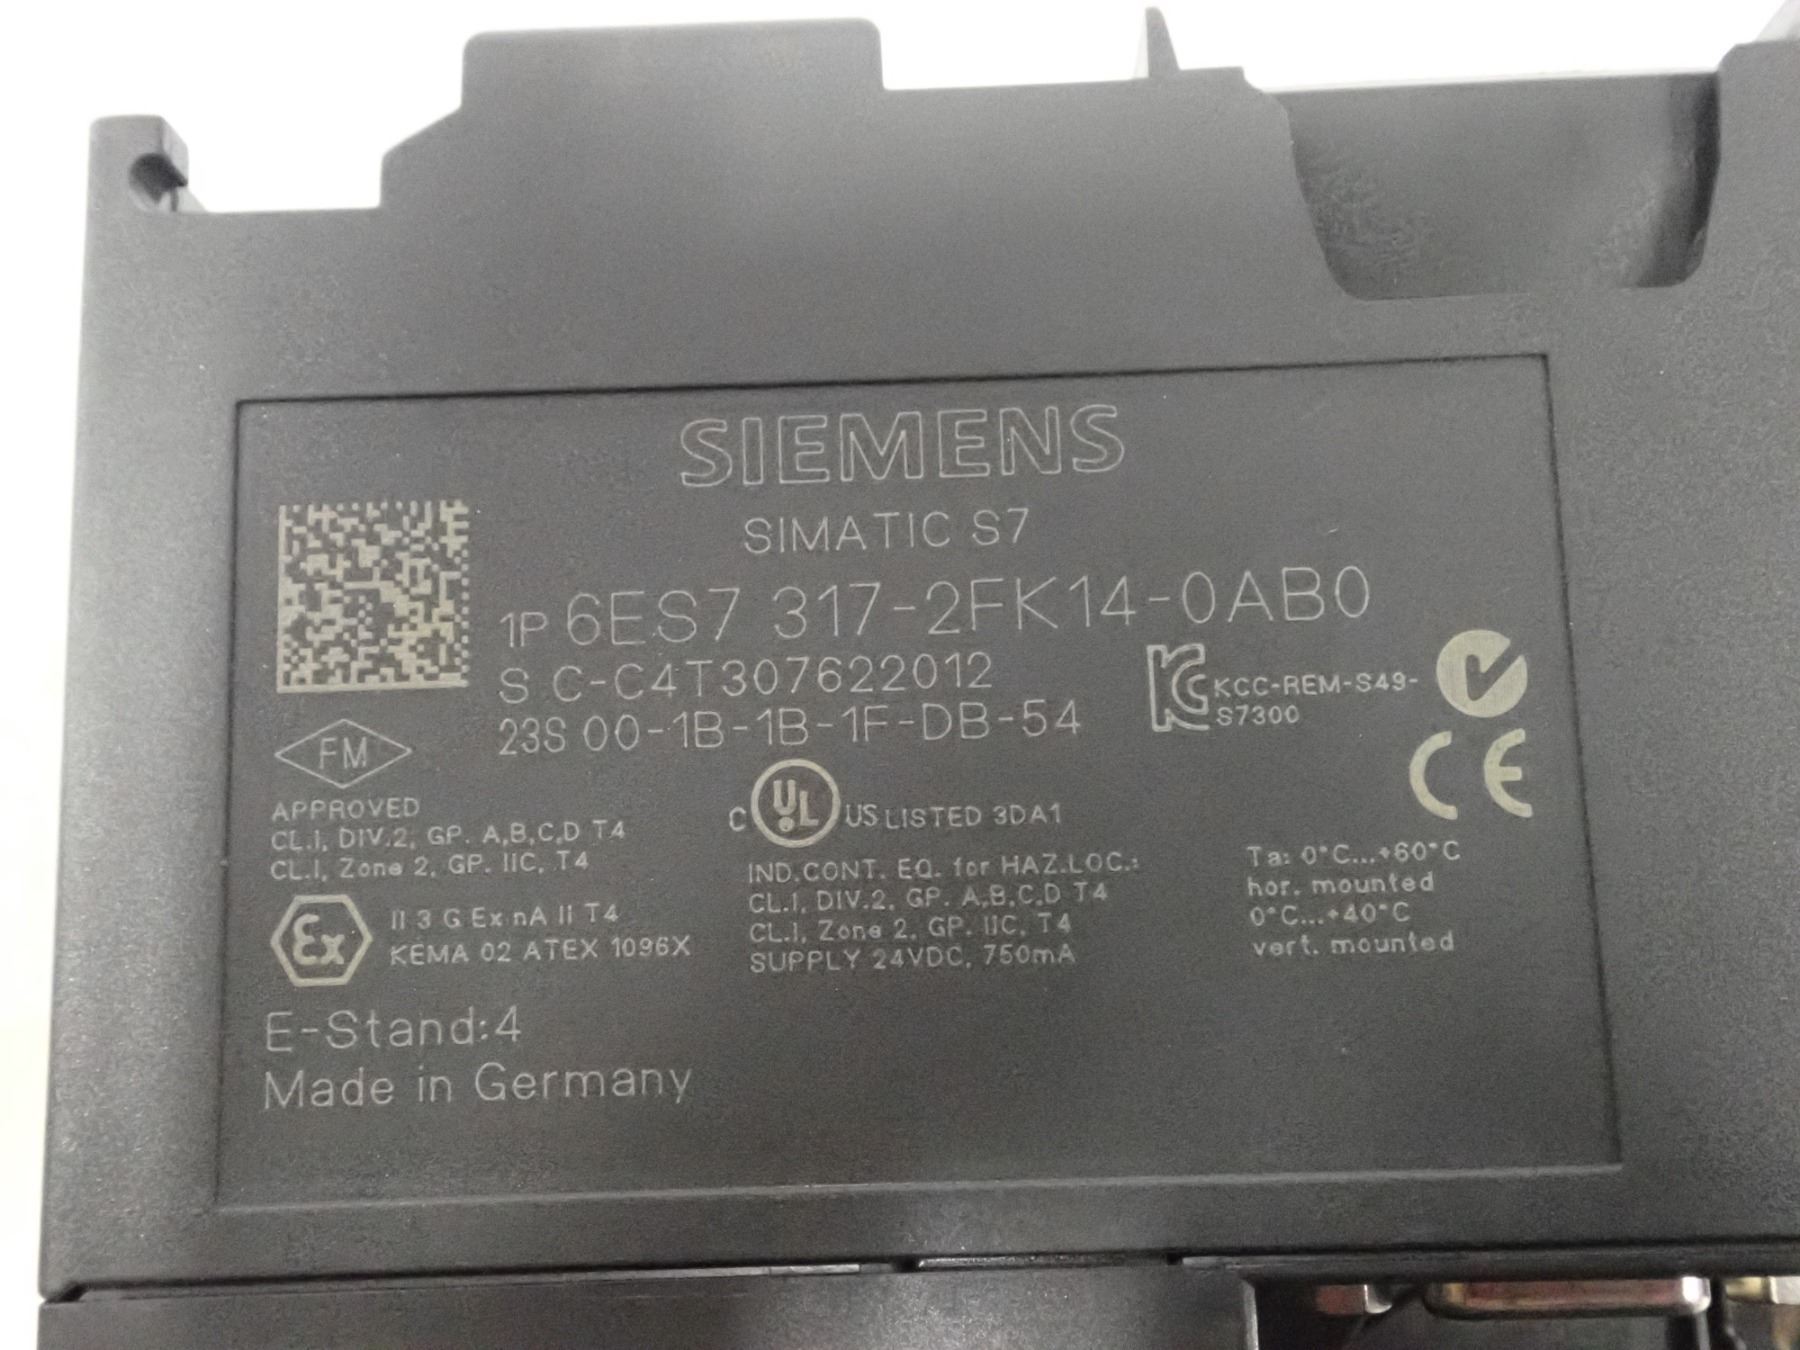 SIEMENS
SIMATIC S7
1P 6ES7 317-2FK14-0AB0
S C-C4T307622012
23S 00-1B-1B-1F-DB-54
KCC-REM-S49-
S7300
FM
APPROVED
CL.I, DIV.2, GP. A,B,C,D T4
CL.I, Zone 2, GP. IIC, T4
Ex II 3 G Ex nA II T4
KEMA 02 ATEX 1096X
C UL US LISTED 3DA1
IND.CONT. EQ. for HAZ.LOC.:
CL.I, DIV.2, GP. A,B,C,D T4
CL.I, Zone 2, GP. IIC, T4
SUPPLY 24VDC, 750mA
CE
Ta: 0°C...+60°C
hor. mounted
0°C...+40°C
vert. mounted
E-Stand:4
Made in Germany